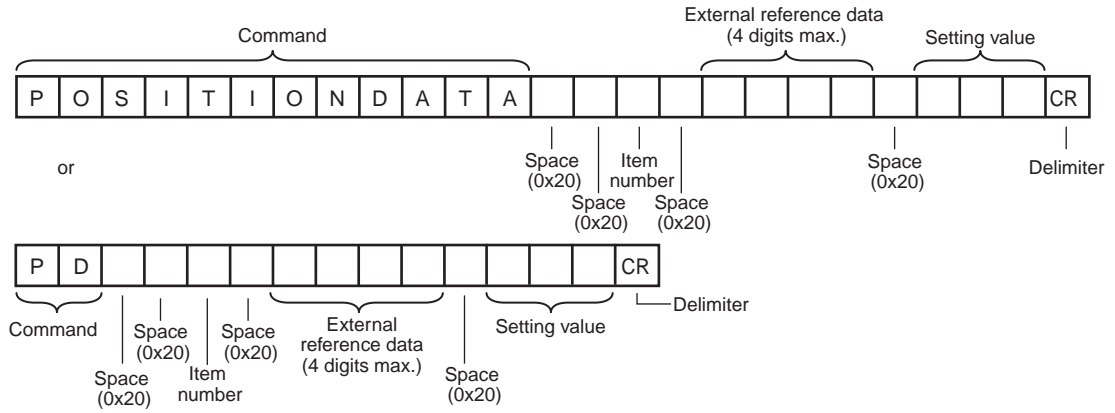 External reference data
(4 digits max.)
Command
Setting value
P O S I T I O N D A T A CR
Space
(0x20)
Space
(0x20)
Item
number
Space
(0x20)
Space
(0x20)
Delimiter
or
P D CR
Delimiter
Command
Space
(0x20)
Space
(0x20)
Item
number
Space
(0x20)
External
reference data
(4 digits max.)
Space
(0x20)
Setting value